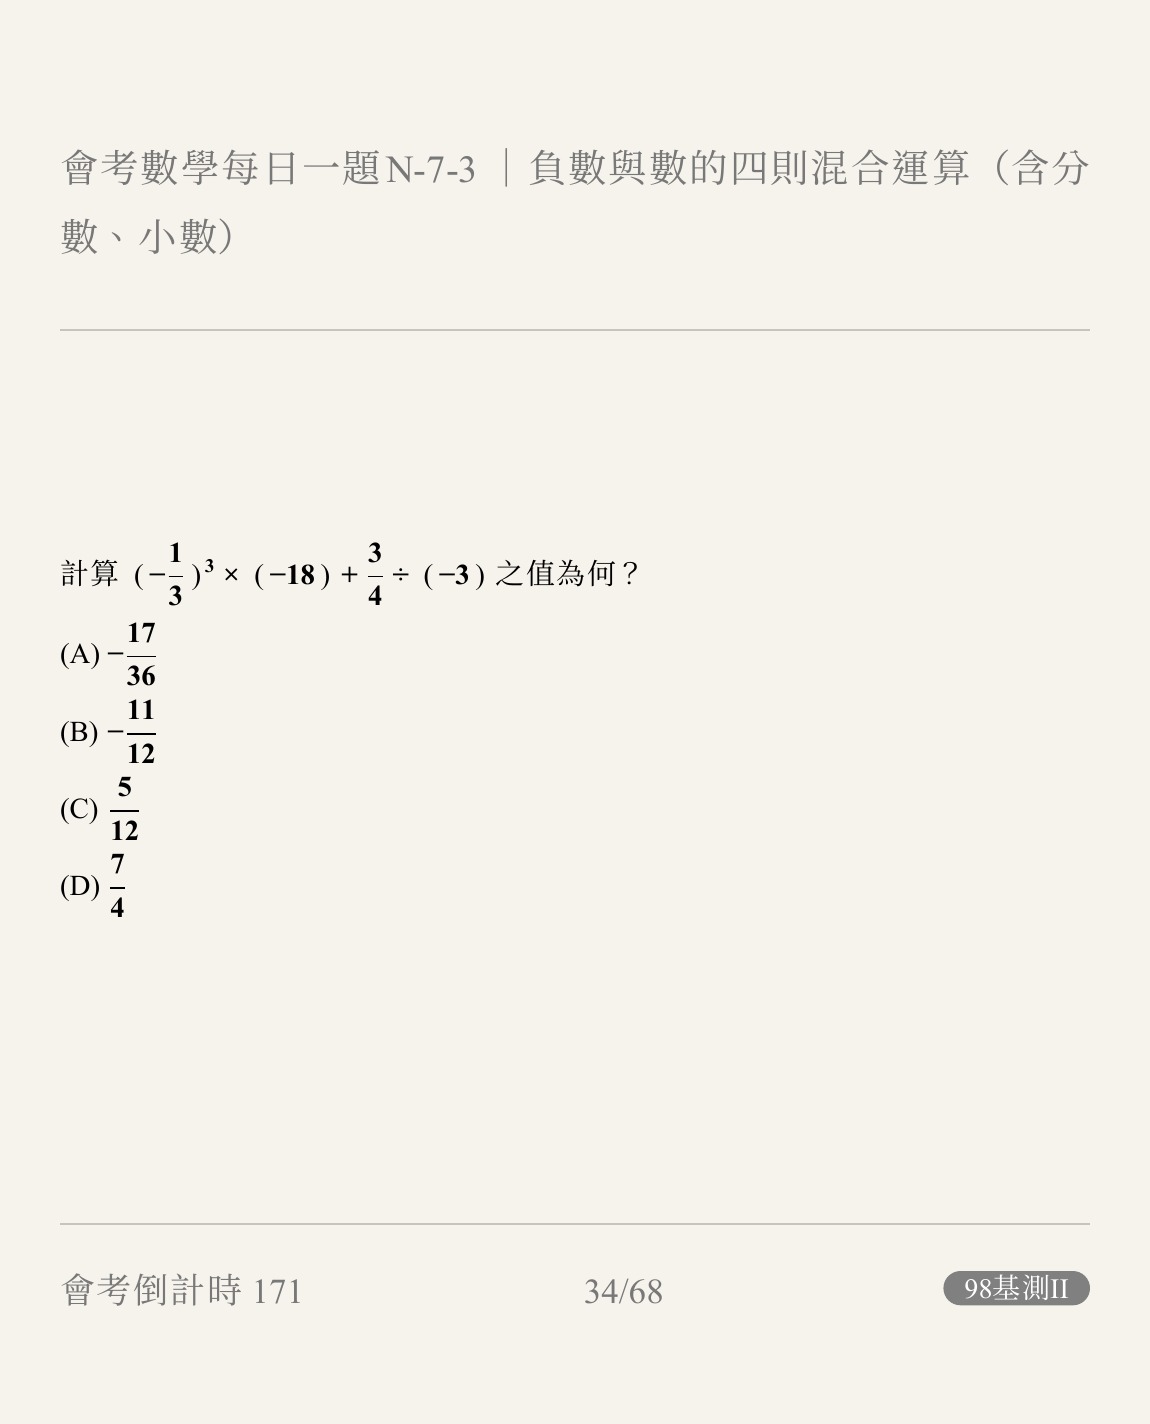 會考數學每日一題N-7-3 ｜負數與數的四則混合運算（含分
數、小數）
計算 (−1/3)³ × (−18) + 3/4 ÷ (−3) 之值為何？
(A) −17/36
(B) −11/12
(C) 5/12
(D) 7/4
會考倒計時 171
34/68
98基測II